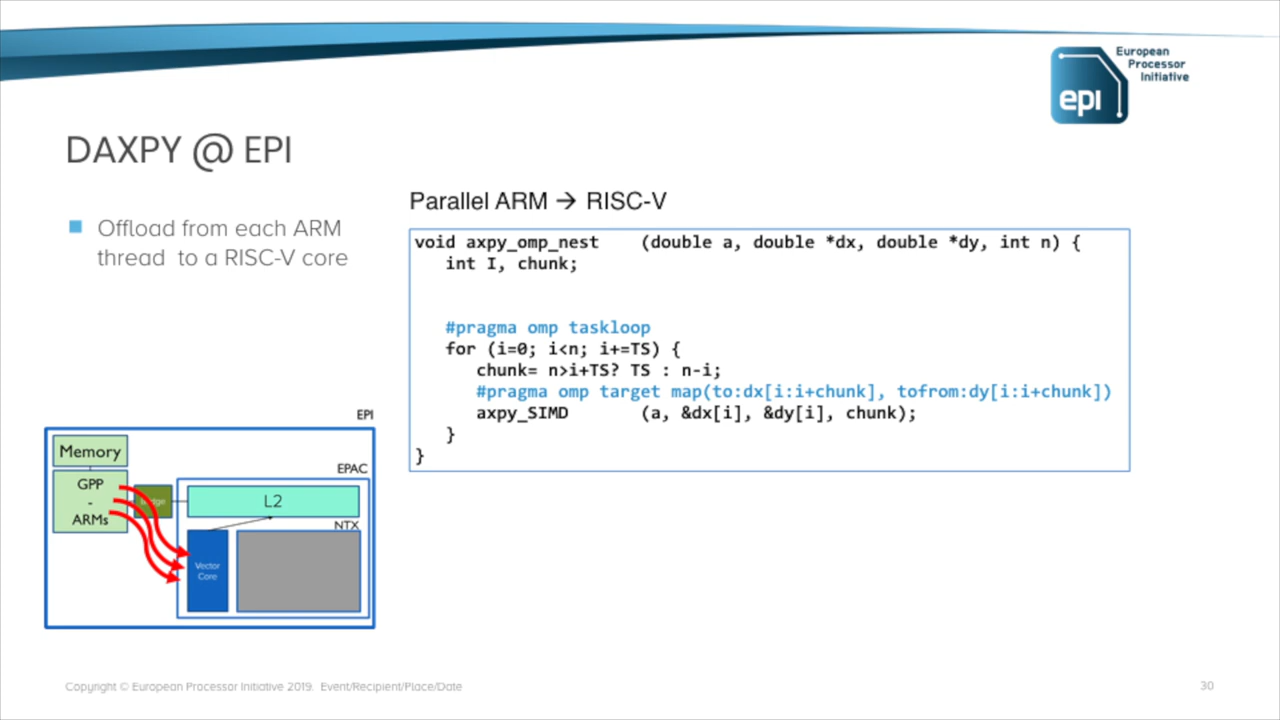 European
Processor
Initiative
epi
DAXPY @ EPI
Offload from each ARM
thread to a RISC-V core
Parallel ARM → RISC-V
void axpy_omp_nest (double a, double *dx, double *dy, int n) {
int I, chunk;
#pragma omp taskloop
for (i=0; i<n; i+=TS) {
chunk= n>i+TS? TS : n-i;
#pragma omp target map(to:dx[i:i+chunk], tofrom:dy[i:i+chunk])
axpy_SIMD (a, &dx[i], &dy[i], chunk);
}
}
EPI
Memory
GPP
-
ARMs
EPAC
L2
NTX
Vector
Core
Copyright © European Processor Initiative 2019. Event/Recipient/Place/Date
30